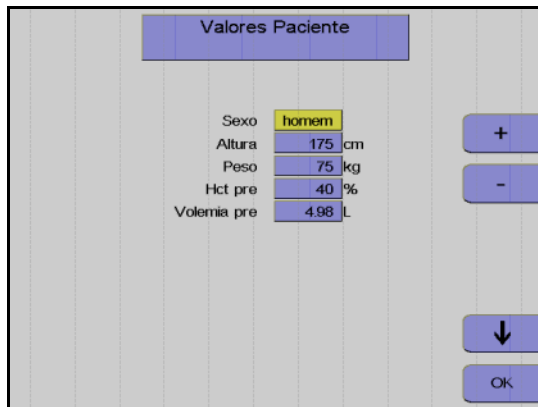 Valores Paciente
Sexo homem
Altura 175 cm
Peso 75 kg
Hct pre 40 %
Volemia pre 4.98 L
+
-
↓
OK